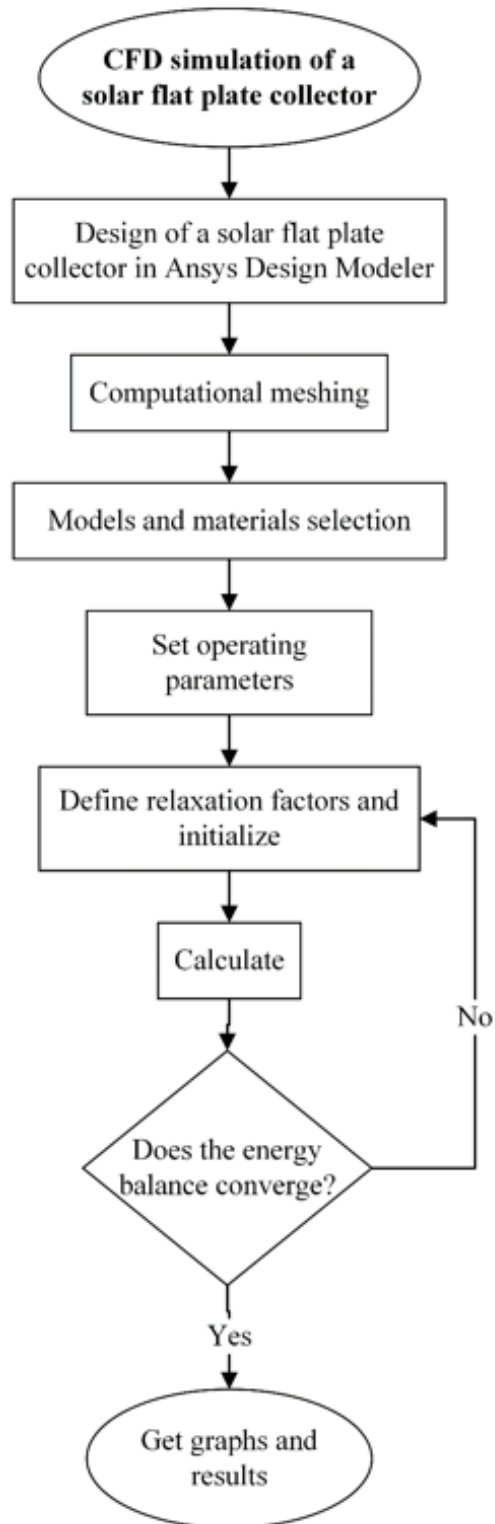 CFD simulation of a
solar flat plate collector
Design of a solar flat plate
collector in Ansys Design Modeler
Computational meshing
Models and materials selection
Set operating
parameters
Define relaxation factors and
initialize
Calculate
No
Does the energy
balance converge?
Yes
Get graphs and
results